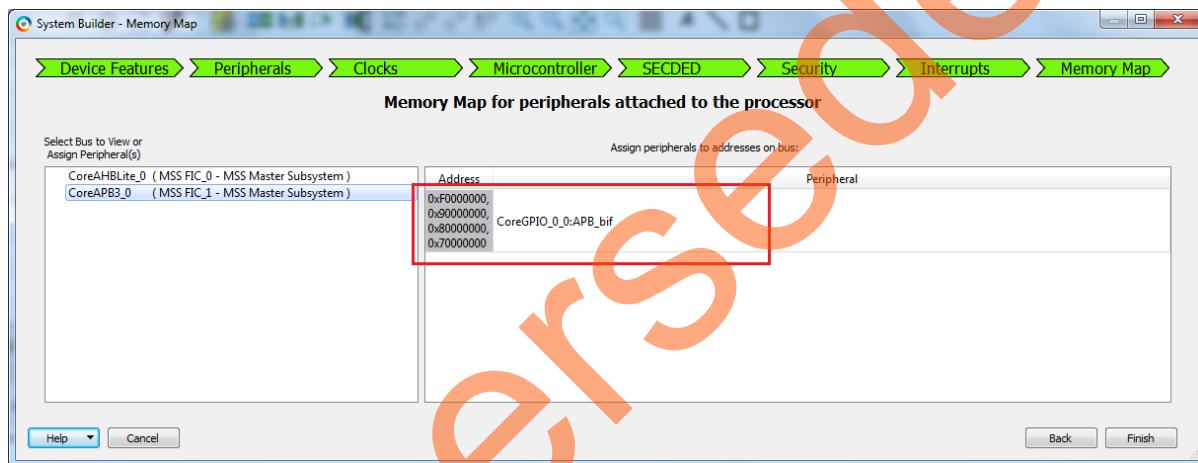 System Builder - Memory Map
Device Features
Peripherals
Clocks
Microcontroller
SECDED
Security
Interrupts
Memory Map
Memory Map for peripherals attached to the processor
Select Bus to View or
Assign Peripheral(s)
Assign peripherals to addresses on bus:
CoreAHBLite_0 ( MSS FIC_0 - MSS Master Subsystem )
CoreAPB3_0 ( MSS FIC_1 - MSS Master Subsystem )
Address
Peripheral
0xF0000000,
0x90000000,
0x80000000,
0x70000000
CoreGPIO_0_0:APB_bif
Help
Cancel
Back
Finish
ersede